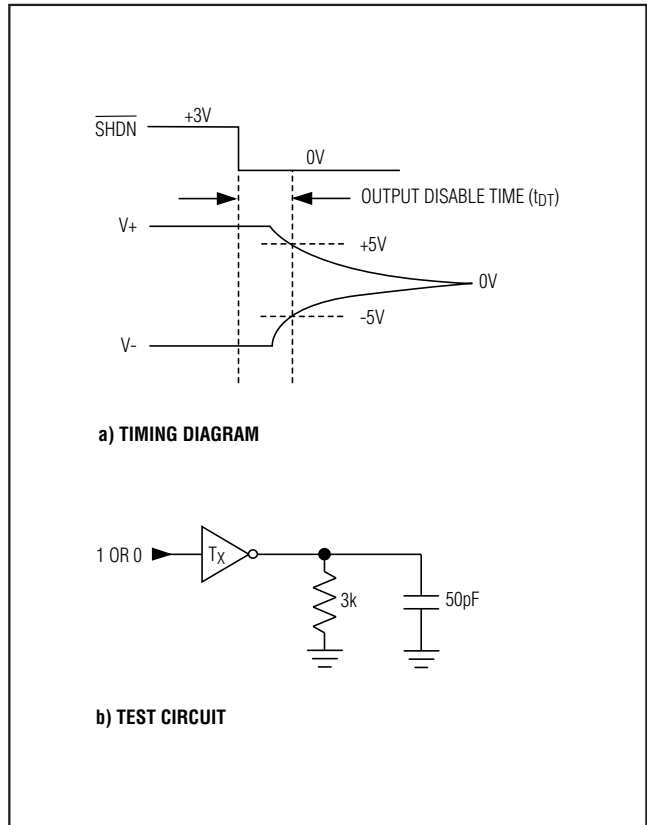 +3V
SHDN
0V
OUTPUT DISABLE TIME (tDT)
V+
+5V
0V
-5V
V-
a) TIMING DIAGRAM
1 OR 0
TX
3k
50pF
b) TEST CIRCUIT